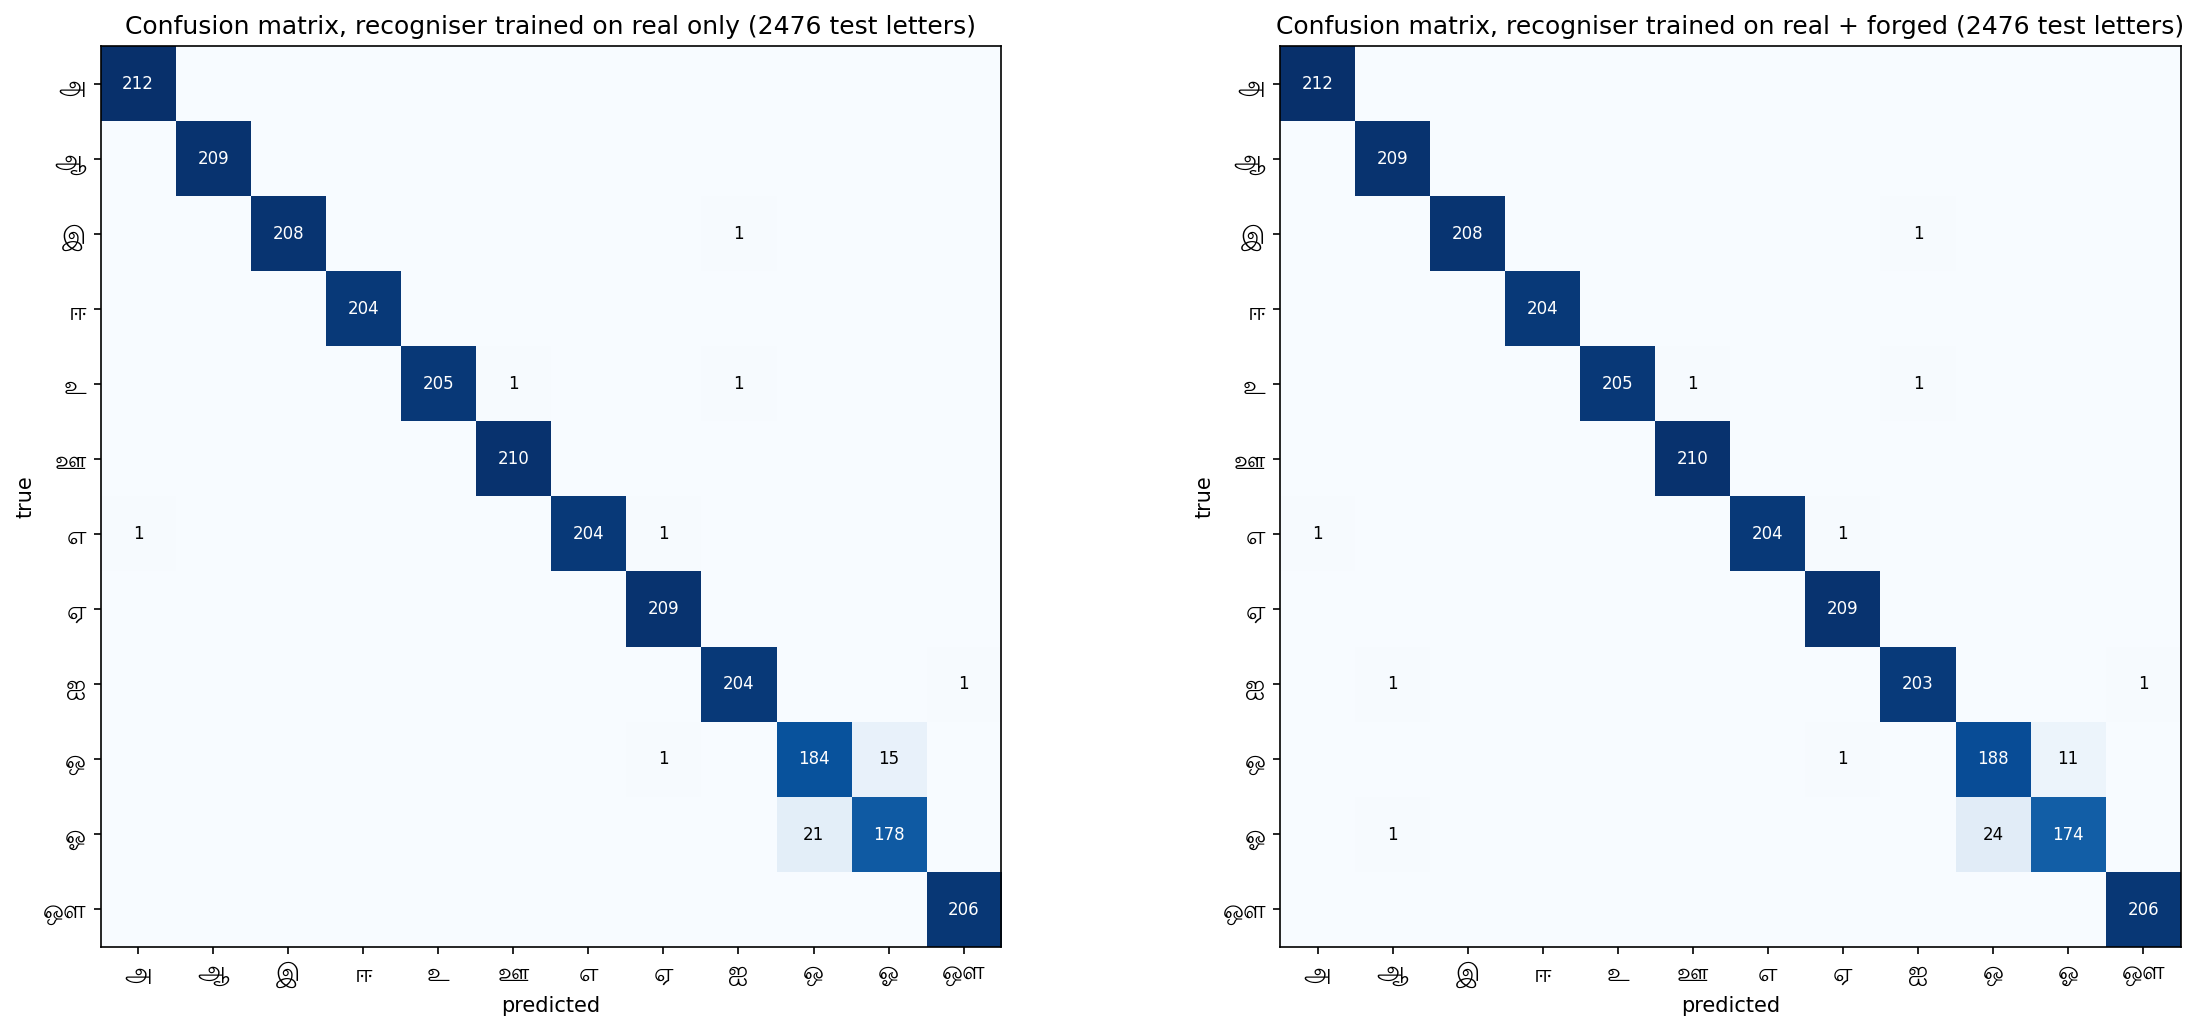 Confusion matrix, recogniser trained on real only (2476 test letters)
true
அ 212
ஆ 209
இ 208 1
ஈ 204
உ 205 1 1
ஊ 210
எ 1 204 1
ஏ 209
ஐ 204 1
ஒ 1 184 15
ஓ 21 178
ஔ 206
அ ஆ இ ஈ உ ஊ எ ஏ ஐ ஒ ஓ ஔ
predicted
Confusion matrix, recogniser trained on real + forged (2476 test letters)
true
அ 212
ஆ 209
இ 208 1
ஈ 204
உ 205 1 1
ஊ 210
எ 1 204 1
ஏ 209
ஐ 1 203 1
ஒ 1 188 11
ஓ 1 24 174
ஔ 206
அ ஆ இ ஈ உ ஊ எ ஏ ஐ ஒ ஓ ஔ
predicted